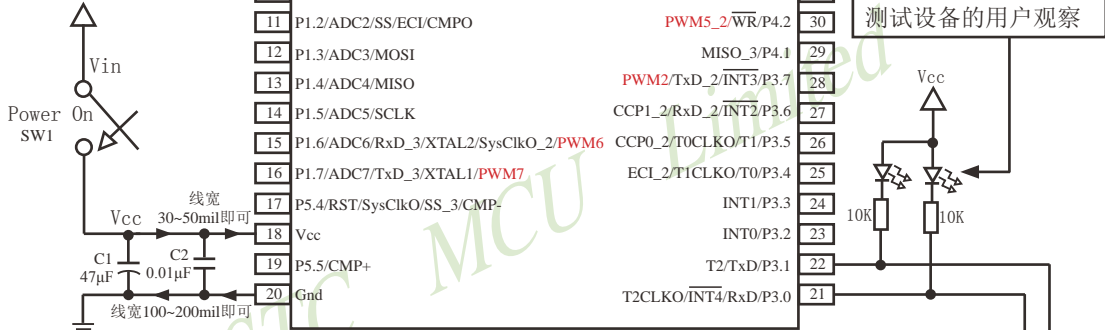 测试设备的用户观察
11 P1.2/ADC2/SS/ECI/CMPO
PWM5_2/WR/P4.2 30
12 P1.3/ADC3/MOSI
MISO_3/P4.1 29
13 P1.4/ADC4/MISO
PWM2/TxD_2/INT3/P3.7 28
14 P1.5/ADC5/SCLK
CCP1_2/RxD_2/INT2/P3.6 27
15 P1.6/ADC6/RxD_3/XTAL2/SysClkO_2/PWM6
CCP0_2/T0CLKO/T1/P3.5 26
16 P1.7/ADC7/TxD_3/XTAL1/PWM7
ECI_2/T1CLKO/T0/P3.4 25
17 P5.4/RST/SysClkO/SS_3/CMP-
INT1/P3.3 24
18 Vcc
INT0/P3.2 23
19 P5.5/CMP+
T2/TxD/P3.1 22
20 Gnd
T2CLKO/INT4/RxD/P3.0 21
Vin
Power On
SW1
Vcc
线宽
30~50mil即可
C1
47μF
C2
0.01μF
线宽100~200mil即可
Vcc
10K
10K
STC MCU Limited